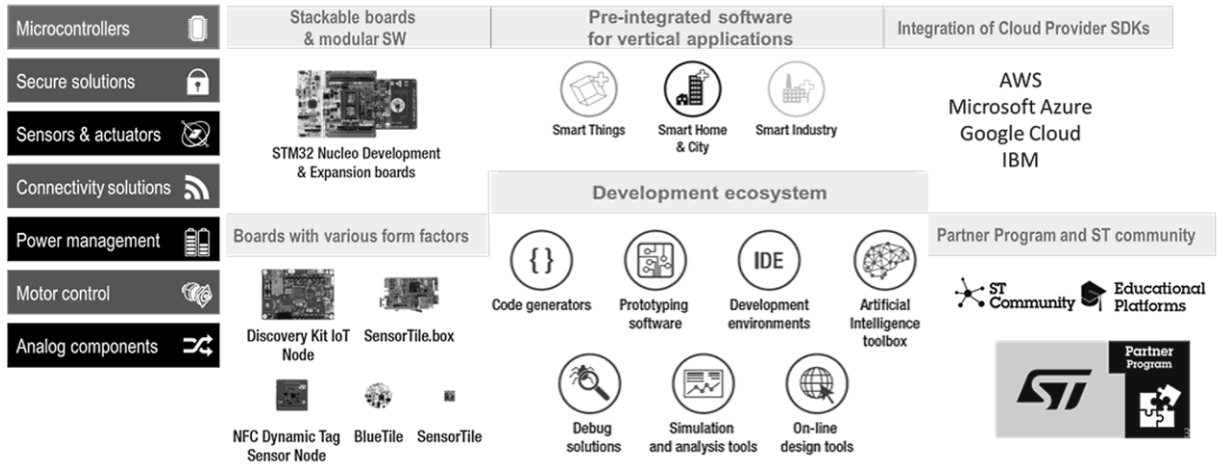 Microcontrollers
Secure solutions
Sensors & actuators
Connectivity solutions
Power management
Motor control
Analog components
Stackable boards
& modular SW
STM32 Nucleo Development
& Expansion boards
Boards with various form factors
Discovery Kit IoT
Node
SensorTile.box
NFC Dynamic Tag
Sensor Node
BlueTile
SensorTile
Pre-integrated software
for vertical applications
Smart Things
Smart Home
& City
Smart Industry
Development ecosystem
{ }
Code generators
Prototyping
software
IDE
Development
environments
Artificial
Intelligence
toolbox
Debug
solutions
Simulation
and analysis tools
On-line
design tools
Integration of Cloud Provider SDKs
AWS
Microsoft Azure
Google Cloud
IBM
Partner Program and ST community
ST
Community
Educational
Platforms
ST
Partner
Program